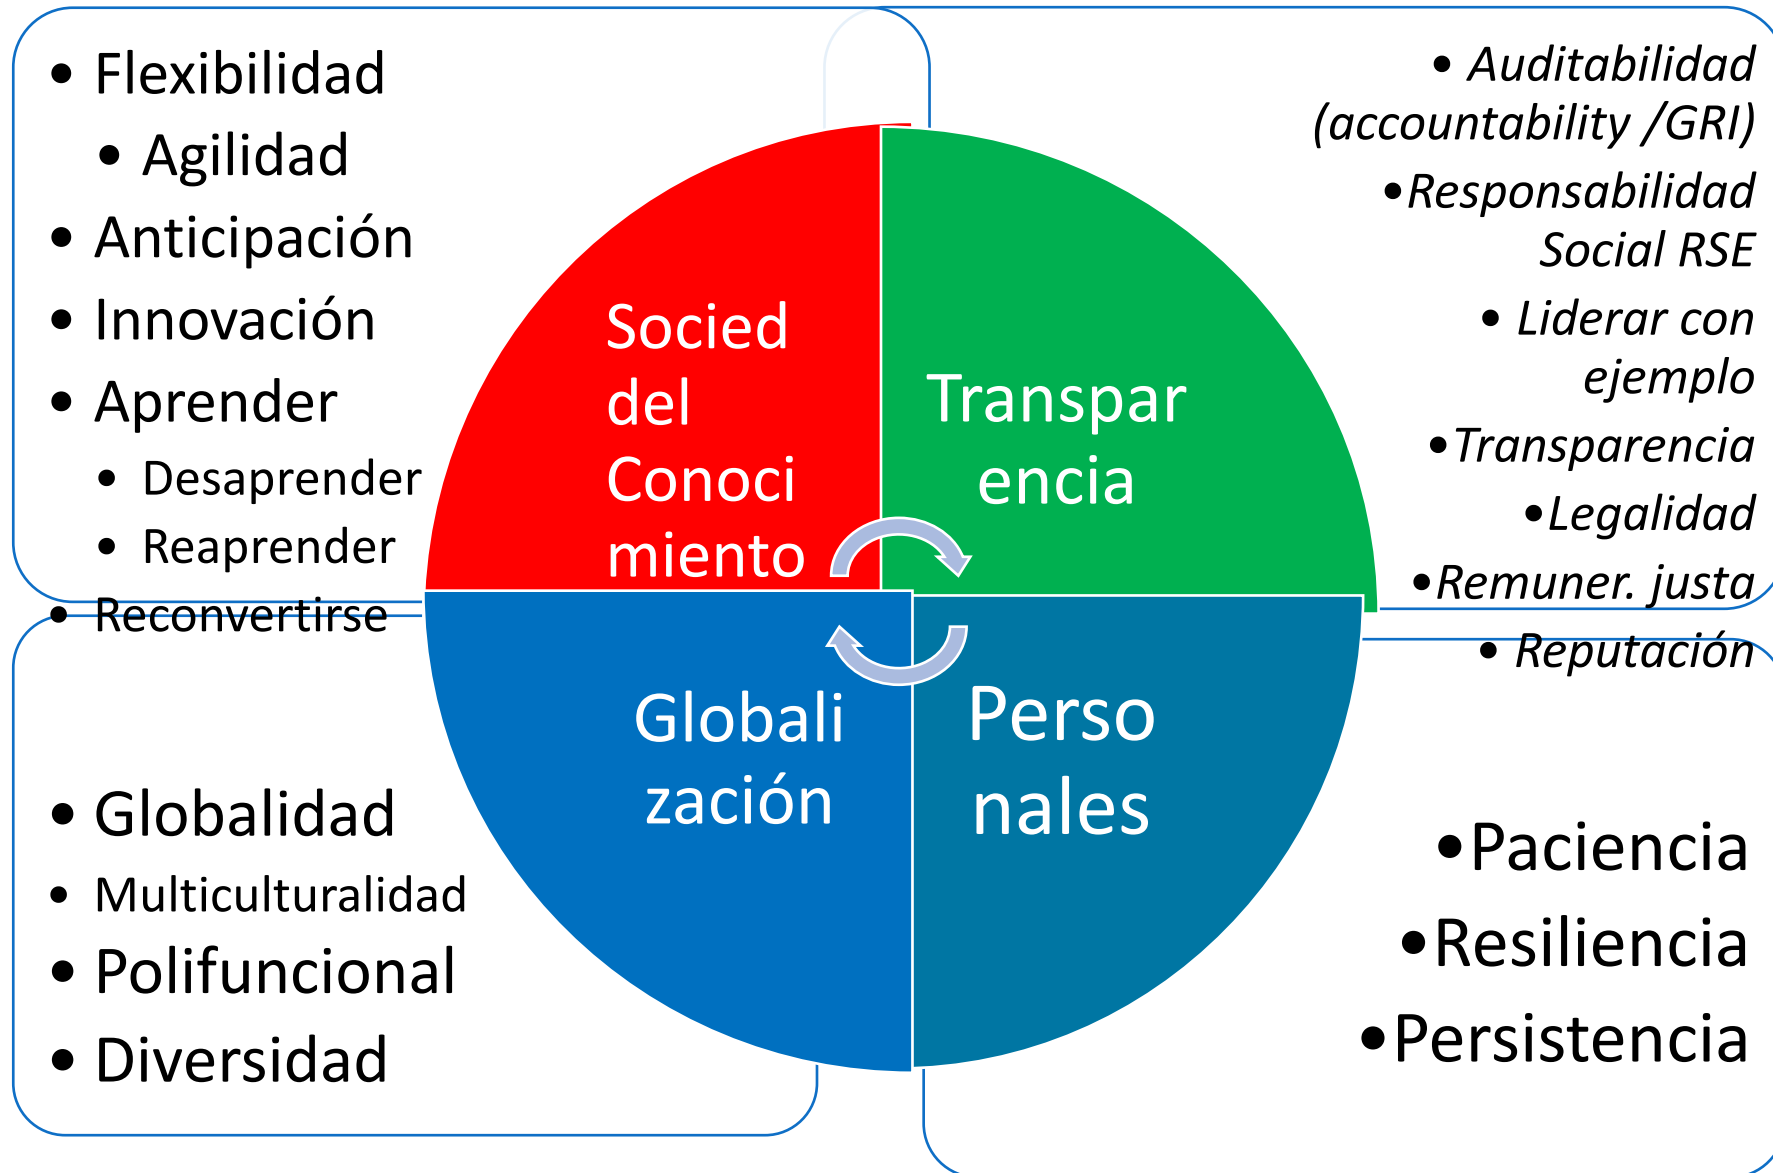 • Flexibilidad
• Agilidad
• Anticipación
• Innovación
• Aprender
• Desaprender
• Reaprender
• Reconvertirse
• Auditabilidad
(accountability /GRI)
•Responsabilidad
Social RSE
• Liderar con
ejemplo
•Transparencia
•Legalidad
•Remuner. justa
• Reputación
Socied
del
Conoci
miento
Transpar
encia
Globali
zación
Perso
nales
• Globalidad
• Multiculturalidad
• Polifuncional
• Diversidad
•Paciencia
•Resiliencia
•Persistencia